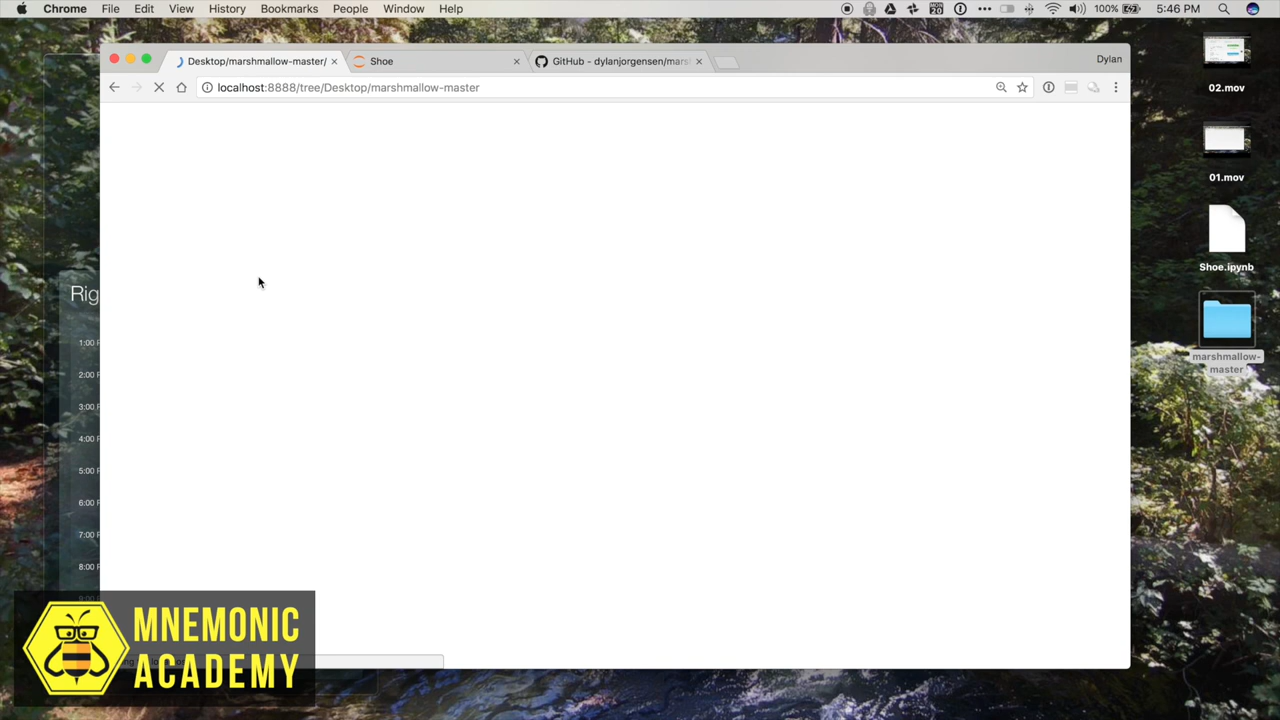 Chrome File Edit View History Bookmarks People Window Help
100% 5:46 PM
Desktop/marshmallow-master/
Shoe
GitHub - dylanjorgensen/mars
Dylan
localhost:8888/tree/Desktop/marshmallow-master
02.mov
01.mov
Shoe.ipynb
marshmallow-
master
Rig
1:00 P
2:00 P
3:00 P
4:00 P
5:00 P
6:00 P
7:00 P
8:00 P
MNEMONIC
ACADEMY